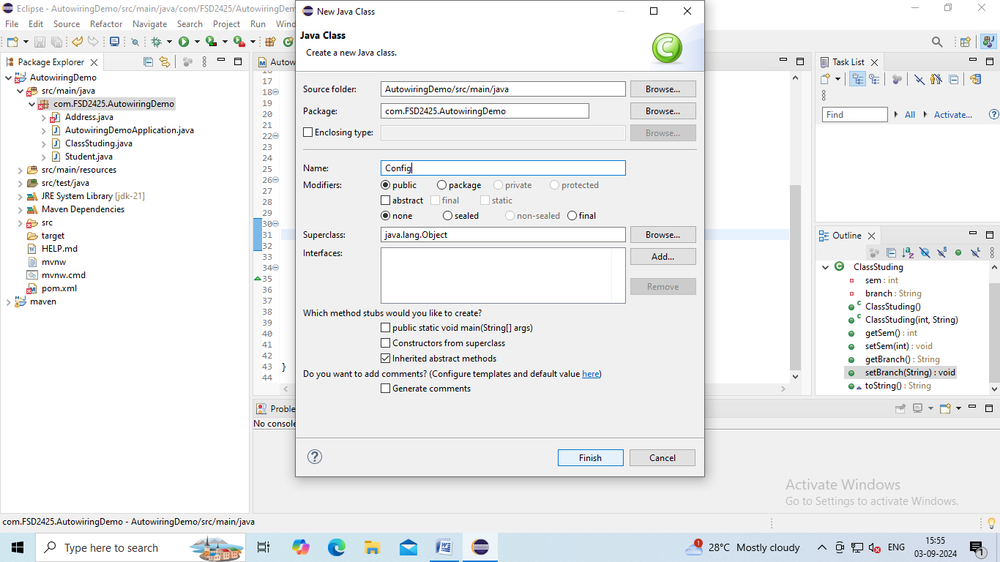 Eclipse - AutowiringDemo/src/main/java/com/FSD2425/AutowiringDem
New Java Class
File Edit Source Refactor Navigate Search Project Run Wind
Java Class
Create a new Java class.
Package Explorer
AutowiringDemo
src/main/java
com.FSD2425.AutowiringDemo
Address.java
AutowiringDemoApplication.java
ClassStuding.java
Student.java
src/main/resources
src/test/java
JRE System Library [jdk-21]
Maven Dependencies
src
target
HELP.md
mvnw
mvnw.cmd
pom.xml
maven
Autow
17
18
19
20
21
22
23
24
25
26
27
28
29
30
31
32
33
34
35
36
37
38
39
40
41
42
43 }
44
Source folder: AutowiringDemo/src/main/java Browse...
Package: com.FSD2425.AutowiringDemo Browse...
Enclosing type: Browse...
Name: Config
Modifiers: public package private protected
abstract final static
none sealed non-sealed final
Superclass: java.lang.Object Browse...
Interfaces: Add...
Remove
Which method stubs would you like to create?
public static void main(String[] args)
Constructors from superclass
Inherited abstract methods
Do you want to add comments? (Configure templates and default value here)
Generate comments
Finish Cancel
Proble
No console
Task List
Find All Activate...
Outline
ClassStuding
sem : int
branch : String
ClassStuding()
ClassStuding(int, String)
getSem() : int
setSem(int) : void
getBranch() : String
setBranch(String) : void
toString() : String
Activate Windows
Go to Settings to activate Windows.
com.FSD2425.AutowiringDemo - AutowiringDemo/src/main/java
Type here to search
1
28°C Mostly cloudy
ENG
15:55
03-09-2024
1